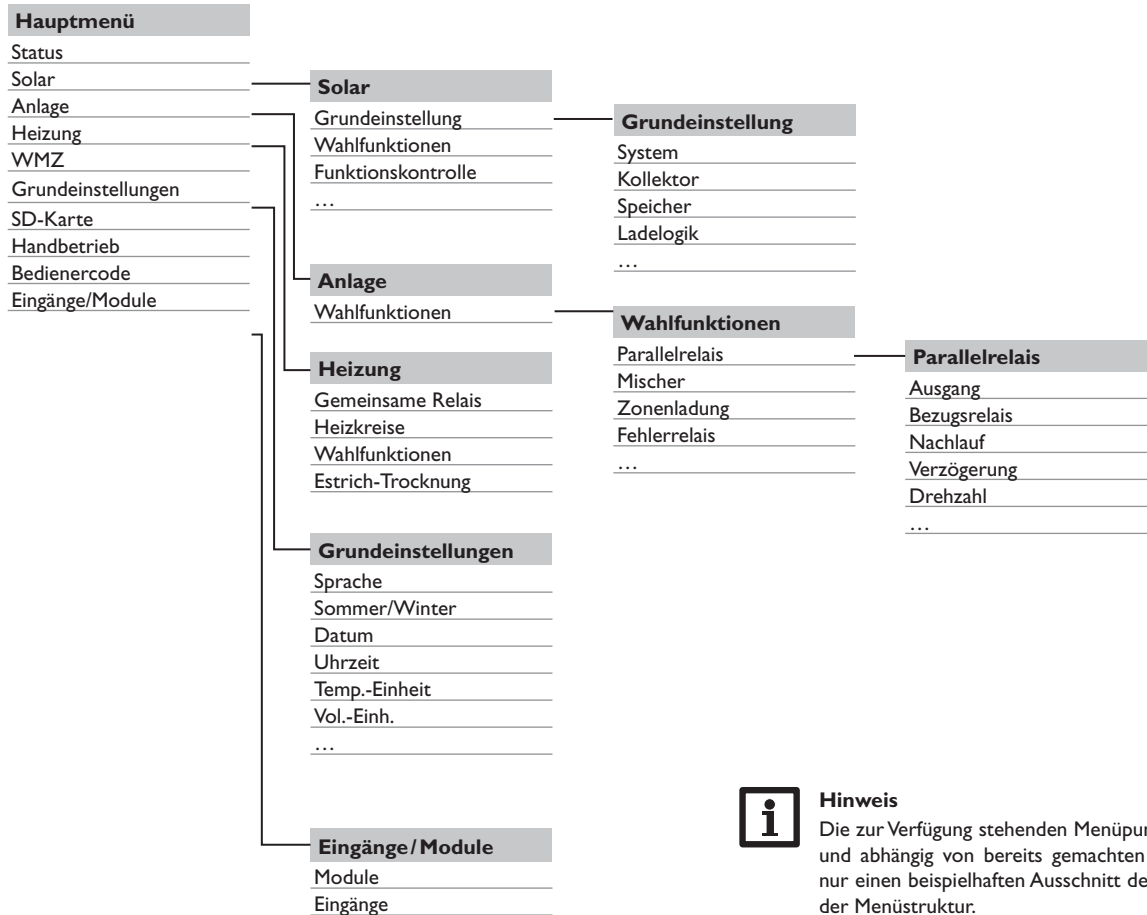 Hauptmenü
Status
Solar
Anlage
Heizung
WMZ
Grundeinstellungen
SD-Karte
Handbetrieb
Bedienercode
Eingänge/Module
Solar
Grundeinstellung
Wahlfunktionen
Funktionskontrolle
…
Grundeinstellung
System
Kollektor
Speicher
Ladelogik
…
Anlage
Wahlfunktionen
Wahlfunktionen
Parallelrelais
Mischer
Zonenladung
Fehlerrelais
…
Parallelrelais
Ausgang
Bezugsrelais
Nachlauf
Verzögerung
Drehzahl
…
Heizung
Gemeinsame Relais
Heizkreise
Wahlfunktionen
Estrich-Trocknung
Grundeinstellungen
Sprache
Sommer/Winter
Datum
Uhrzeit
Temp.-Einheit
Vol.-Einh.
…
Eingänge/Module
Module
Eingänge
Hinweis
Die zur Verfügung stehenden
und abhängig von bereits gemachten
nur einen beispielhaften Ausschnitt
der Menüstruktur.